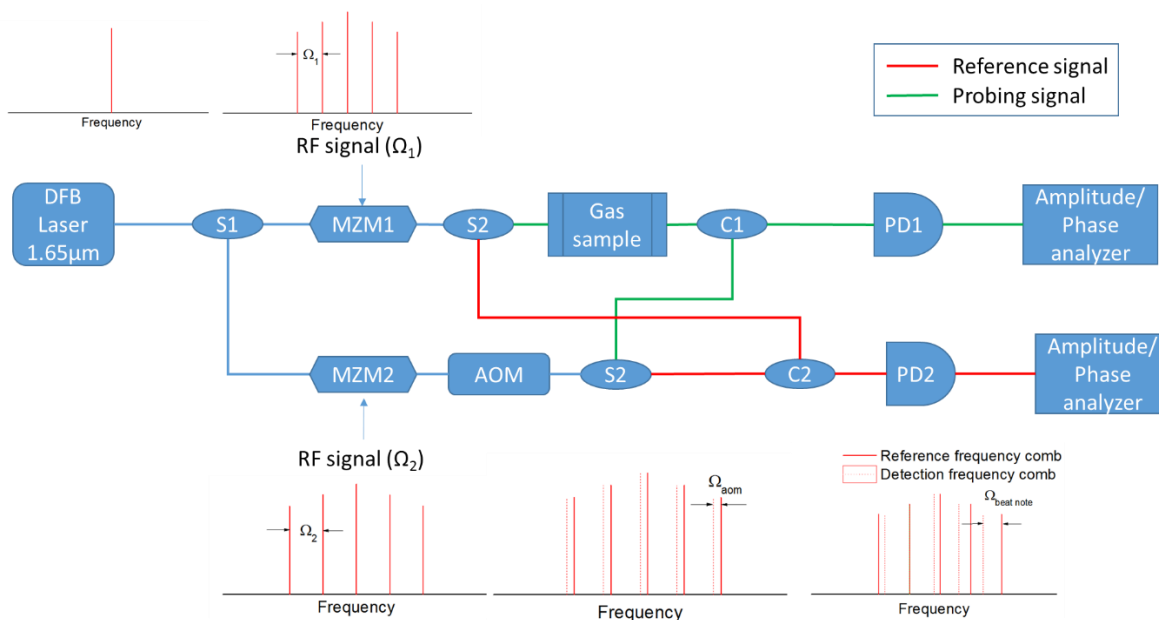 Frequency
Ω1
Frequency
RF signal (Ω1)
Reference signal
Probing signal
DFB
Laser
1.65µm
S1
MZM1
S2
Gas
sample
C1
PD1
Amplitude/
Phase
analyzer
MZM2
AOM
S2
C2
PD2
Amplitude/
Phase
analyzer
RF signal (Ω2)
Ω2
Frequency
Ωaom
Frequency
Reference frequency comb
Detection frequency comb
Ωbeat note
Frequency